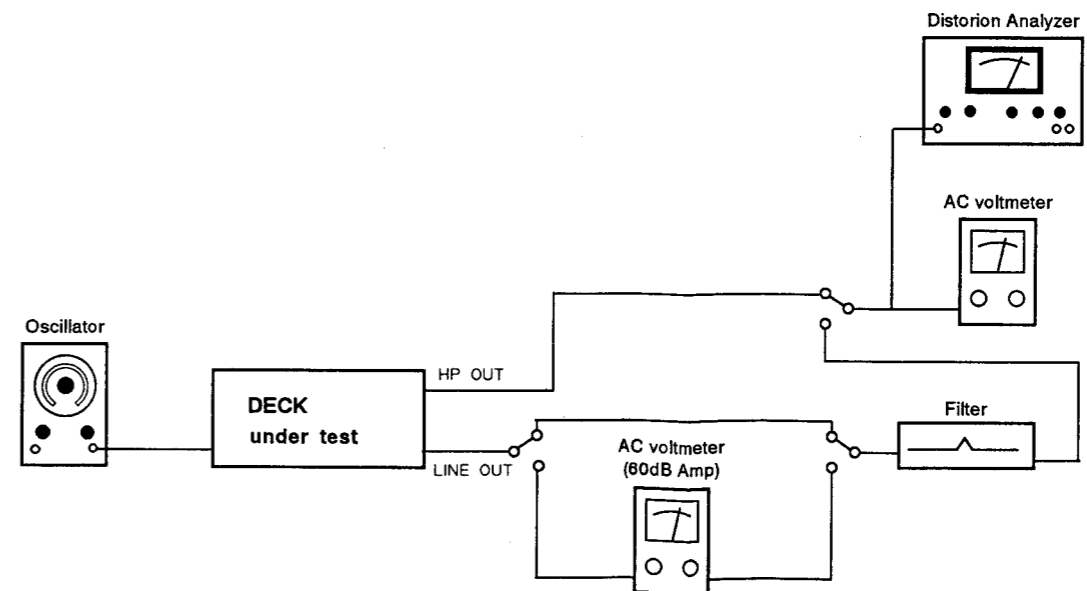 Distorion Analyzer
AC voltmeter
Oscillator
HP OUT
DECK
under test
LINE OUT
AC voltmeter
(60dB Amp)
Filter